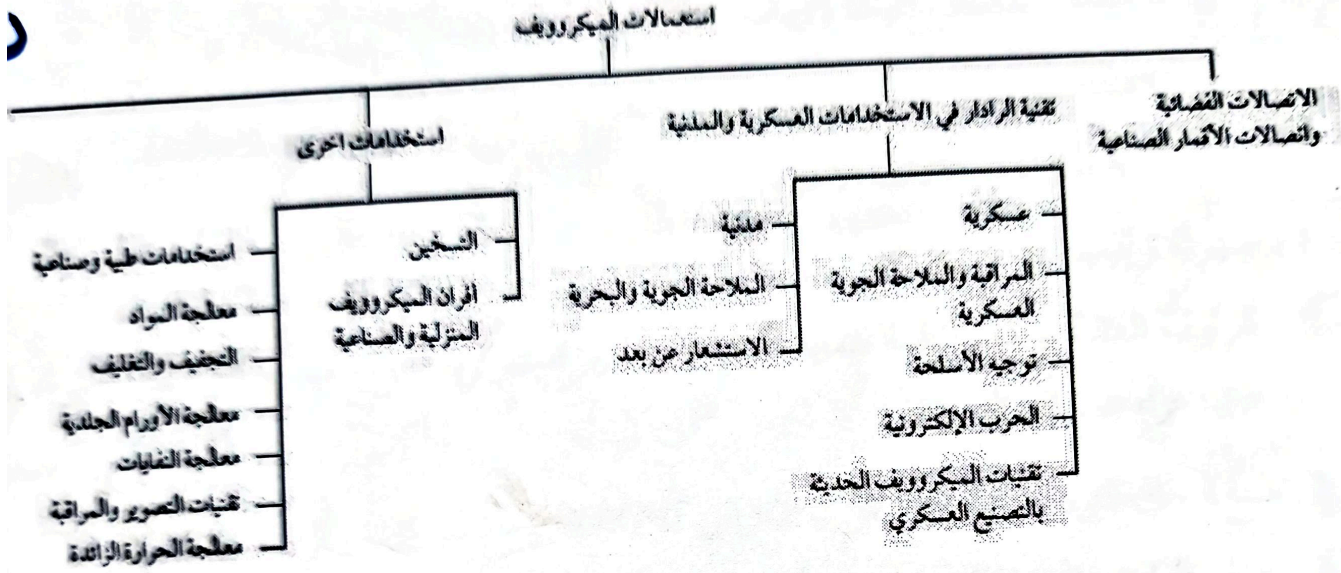 استعمالات الميكروويف
الاتصالات الفضائية
واتصالات الأقمار الصناعية
تقنية الرادار في الاستخدامات العسكرية والمدنية
عسكرية
المراقبة والملاحة الجوية
العسكرية
توجيه الأسلحة
الحرب الإلكترونية
تقنيات الميكروويف الحديثة
بالتصنيع العسكري
مدنية
الملاحة الجوية والبحرية
الاستشعار عن بعد
استخدامات اخرى
التسخين
أفران الميكروويف
المنزلية والصناعية
استخدامات طبية وصناعية
معالجة المواد
التجفيف والتغليف
معالجة الأورام الجلدية
معالجة النفايات
تقنيات التصوير والمراقبة
معالجة الحرارة الزائدة